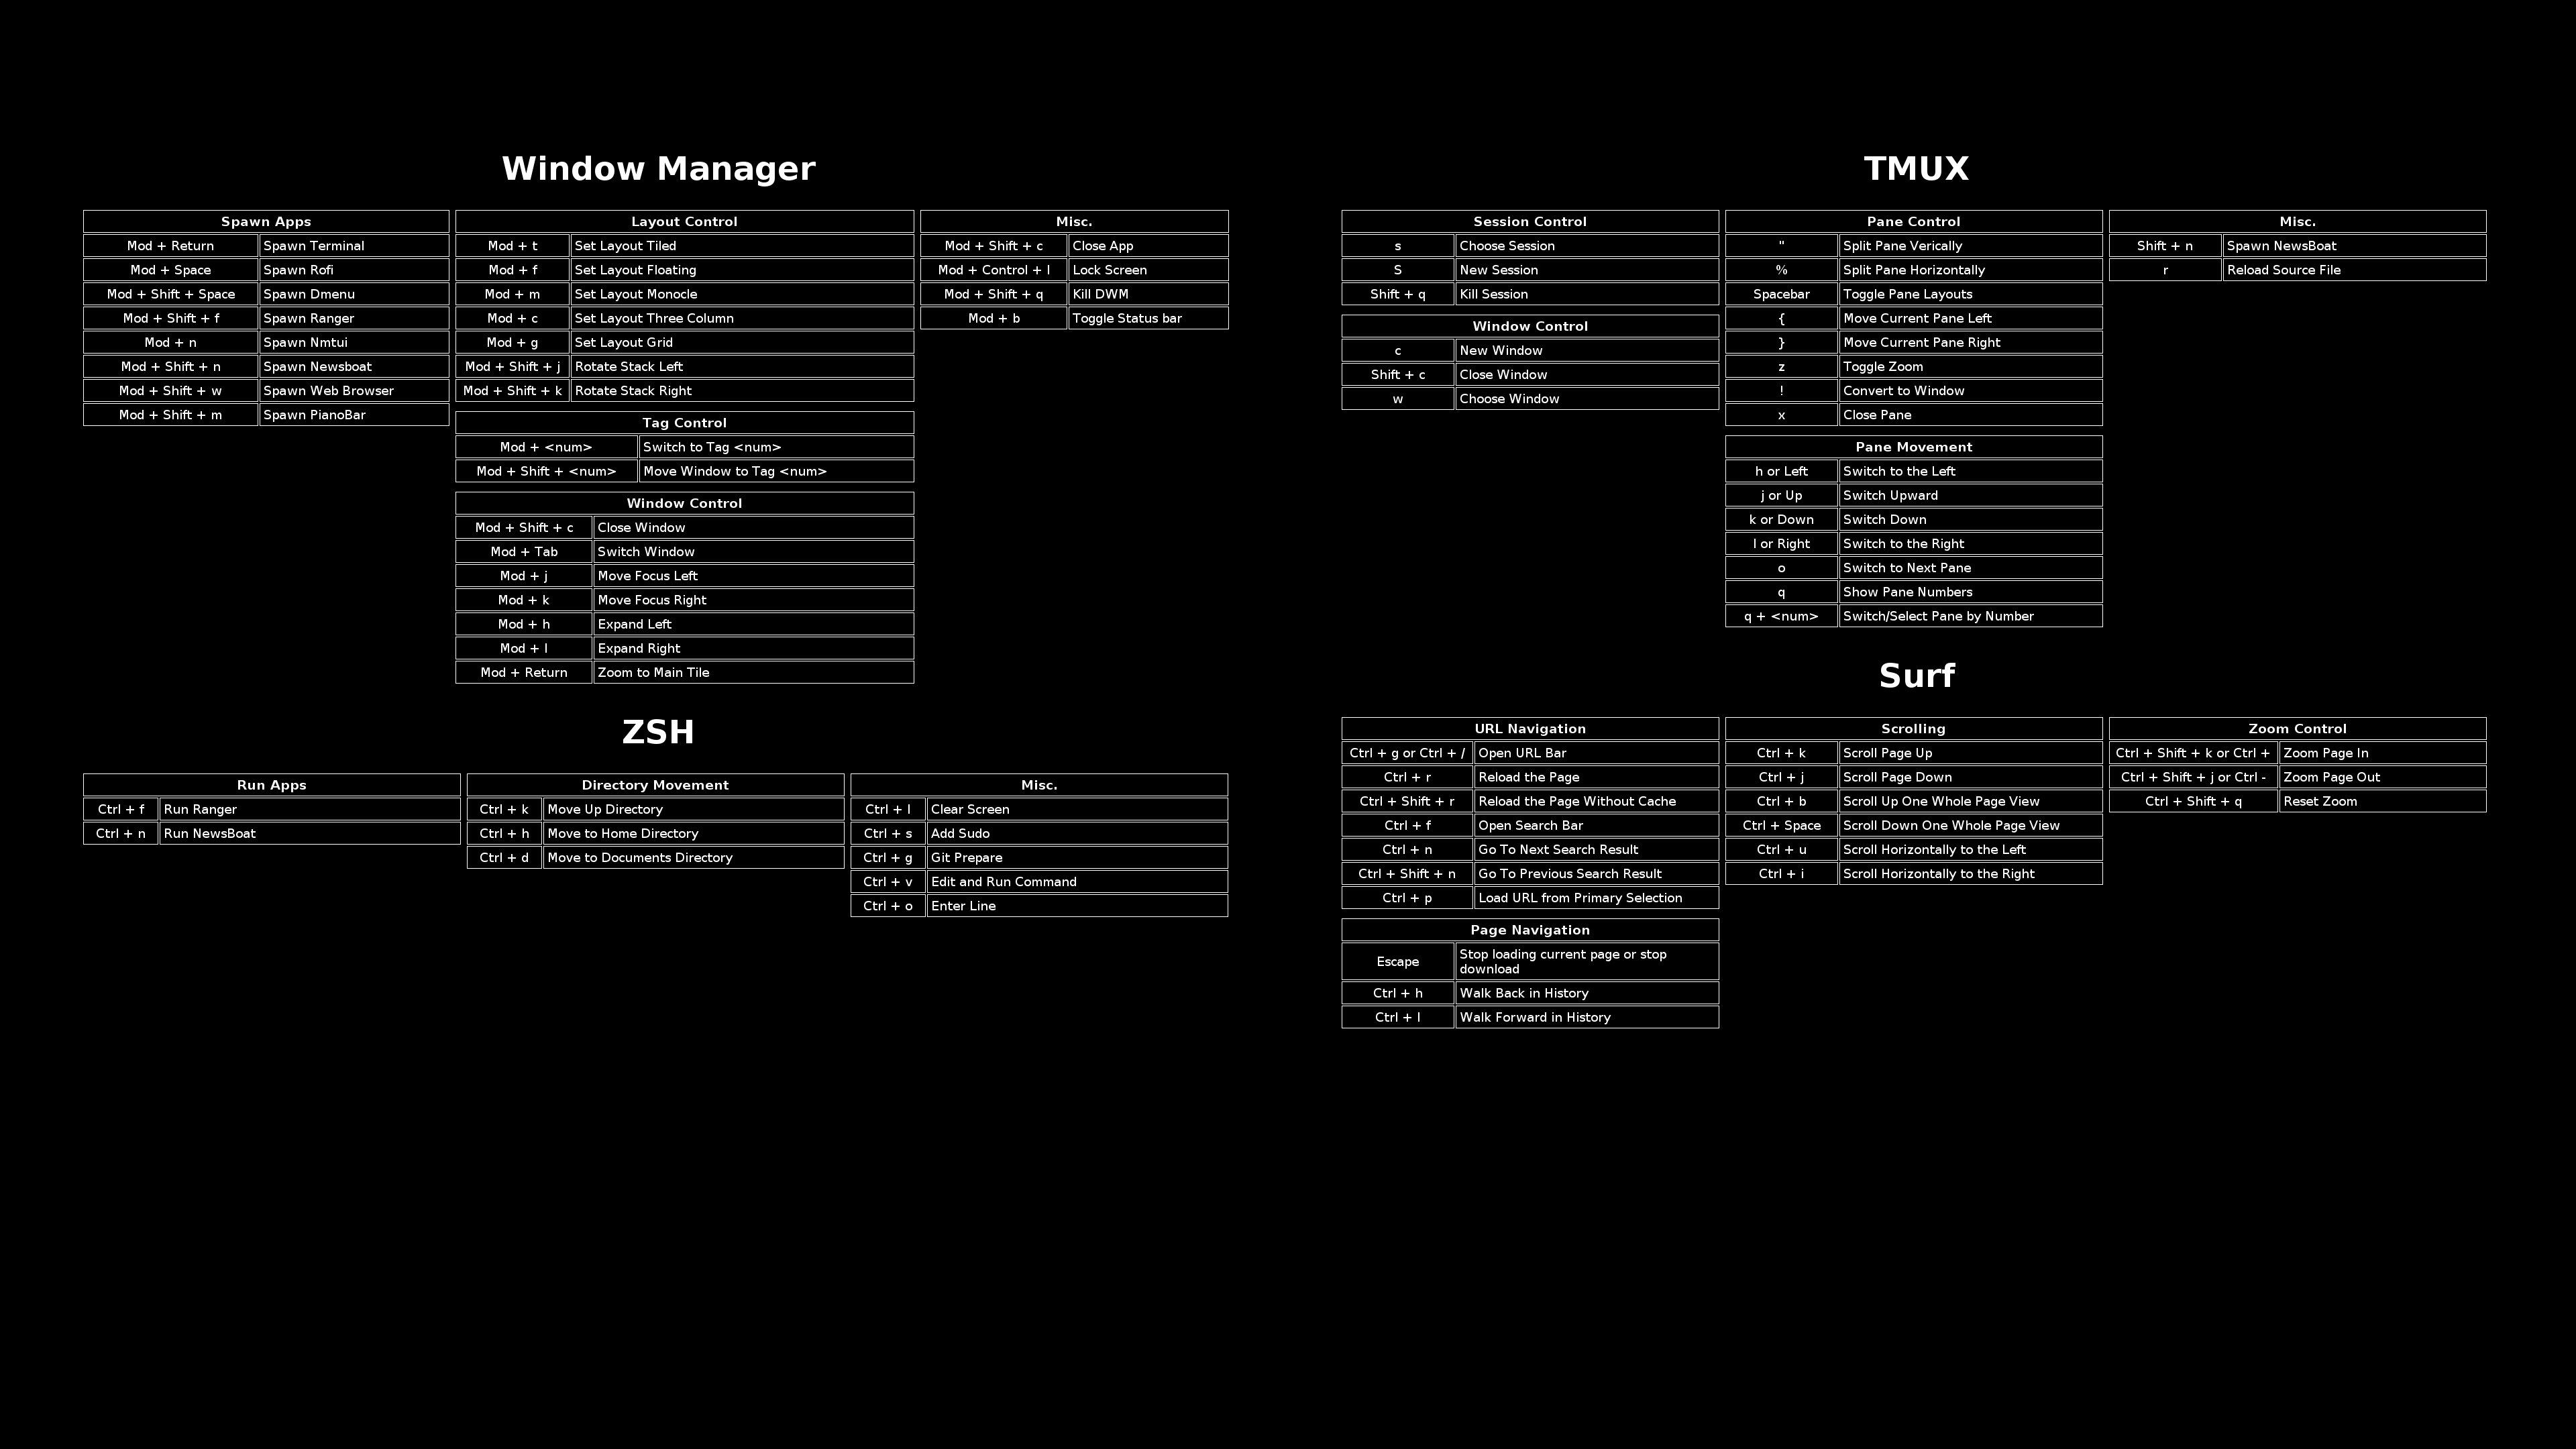 Window Manager
Spawn Apps
Mod + Return Spawn Terminal
Mod + Space Spawn Rofi
Mod + Shift + Space Spawn Dmenu
Mod + Shift + f Spawn Ranger
Mod + n Spawn Nmtui
Mod + Shift + n Spawn Newsboat
Mod + Shift + w Spawn Web Browser
Mod + Shift + m Spawn PianoBar
Layout Control
Mod + t Set Layout Tiled
Mod + f Set Layout Floating
Mod + m Set Layout Monocle
Mod + c Set Layout Three Column
Mod + g Set Layout Grid
Mod + Shift + j Rotate Stack Left
Mod + Shift + k Rotate Stack Right
Tag Control
Mod + <num> Switch to Tag <num>
Mod + Shift + <num> Move Window to Tag <num>
Window Control
Mod + Shift + c Close Window
Mod + Tab Switch Window
Mod + j Move Focus Left
Mod + k Move Focus Right
Mod + h Expand Left
Mod + l Expand Right
Mod + Return Zoom to Main Tile
Misc.
Mod + Shift + c Close App
Mod + Control + l Lock Screen
Mod + Shift + q Kill DWM
Mod + b Toggle Status bar
ZSH
Run Apps
Ctrl + f Run Ranger
Ctrl + n Run NewsBoat
Directory Movement
Ctrl + k Move Up Directory
Ctrl + h Move to Home Directory
Ctrl + d Move to Documents Directory
Misc.
Ctrl + l Clear Screen
Ctrl + s Add Sudo
Ctrl + g Git Prepare
Ctrl + v Edit and Run Command
Ctrl + o Enter Line
TMUX
Session Control
s Choose Session
S New Session
Shift + q Kill Session
Window Control
c New Window
Shift + c Close Window
w Choose Window
Pane Control
" Split Pane Verically
% Split Pane Horizontally
Spacebar Toggle Pane Layouts
{ Move Current Pane Left
} Move Current Pane Right
z Toggle Zoom
! Convert to Window
x Close Pane
Pane Movement
h or Left Switch to the Left
j or Up Switch Upward
k or Down Switch Down
l or Right Switch to the Right
o Switch to Next Pane
q Show Pane Numbers
q + <num> Switch/Select Pane by Number
Misc.
Shift + n Spawn NewsBoat
r Reload Source File
Surf
URL Navigation
Ctrl + g or Ctrl + / Open URL Bar
Ctrl + r Reload the Page
Ctrl + Shift + r Reload the Page Without Cache
Ctrl + f Open Search Bar
Ctrl + n Go To Next Search Result
Ctrl + Shift + n Go To Previous Search Result
Ctrl + p Load URL from Primary Selection
Page Navigation
Escape Stop loading current page or stop
download
Ctrl + h Walk Back in History
Ctrl + l Walk Forward in History
Scrolling
Ctrl + k Scroll Page Up
Ctrl + j Scroll Page Down
Ctrl + b Scroll Up One Whole Page View
Ctrl + Space Scroll Down One Whole Page View
Ctrl + u Scroll Horizontally to the Left
Ctrl + i Scroll Horizontally to the Right
Zoom Control
Ctrl + Shift + k or Ctrl + Zoom Page In
Ctrl + Shift + j or Ctrl - Zoom Page Out
Ctrl + Shift + q Reset Zoom